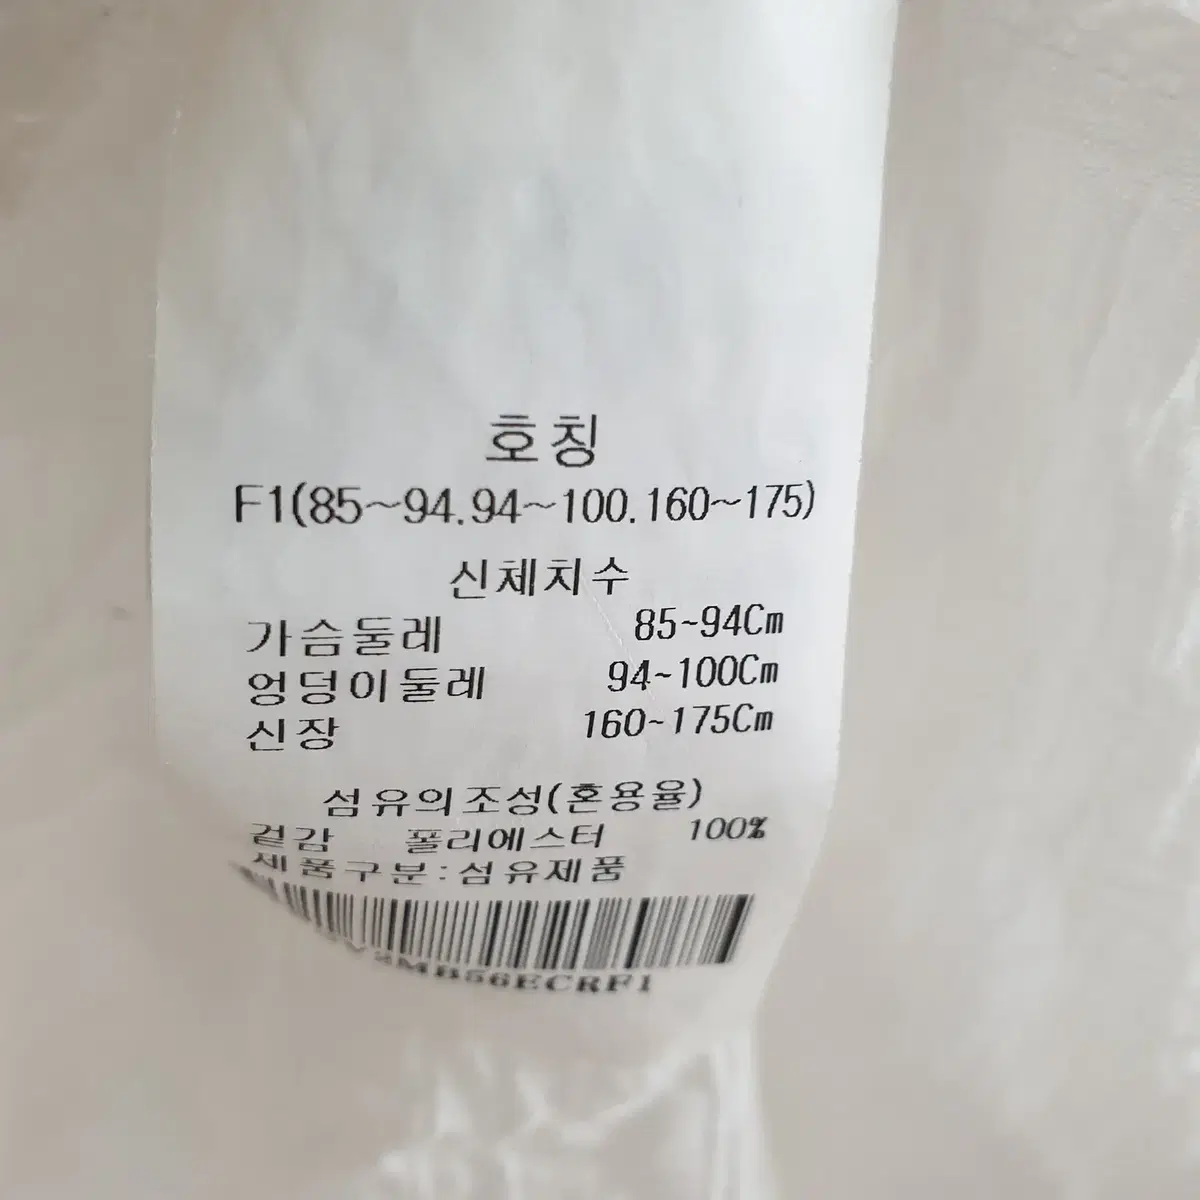 호칭
F1(85~94.94~100.160~175)
신체치수
가슴둘레 85~94Cm
엉덩이둘레 94~100Cm
신장 160~175Cm
섬유의조성(혼용율)
겉감 폴리에스터 100%
제품구분:섬유제품